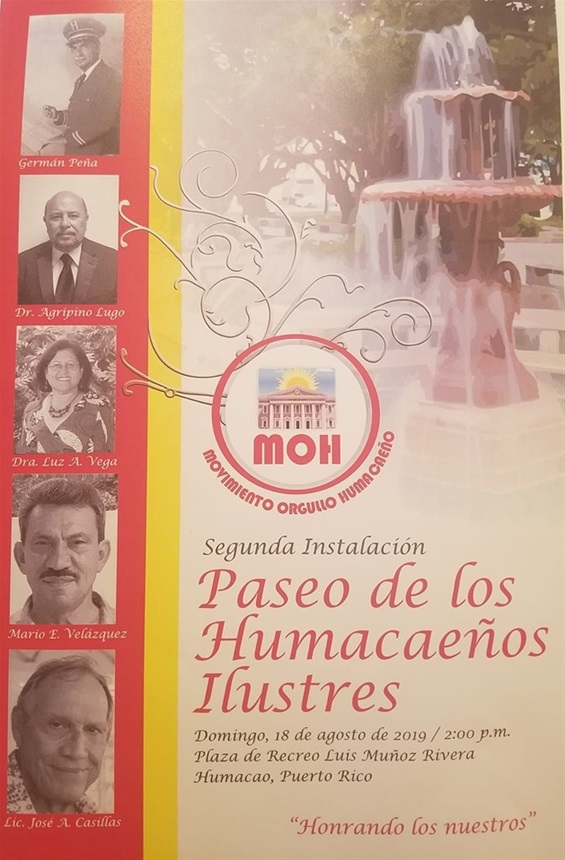 Germán Peña
Dr. Agripino Lugo
Dra. Luz A. Vega
Mario E. Velázquez
Lic. José A. Casillas
MOH
MOVIMIENTO ORGULLO HUMACAEÑO
Segunda Instalación
Paseo de los
Humacaeños
Ilustres
Domingo, 18 de agosto de 2019 / 2:00 p.m.
Plaza de Recreo Luis Muñoz Rivera
Humacao, Puerto Rico
"Honrando los nuestros"